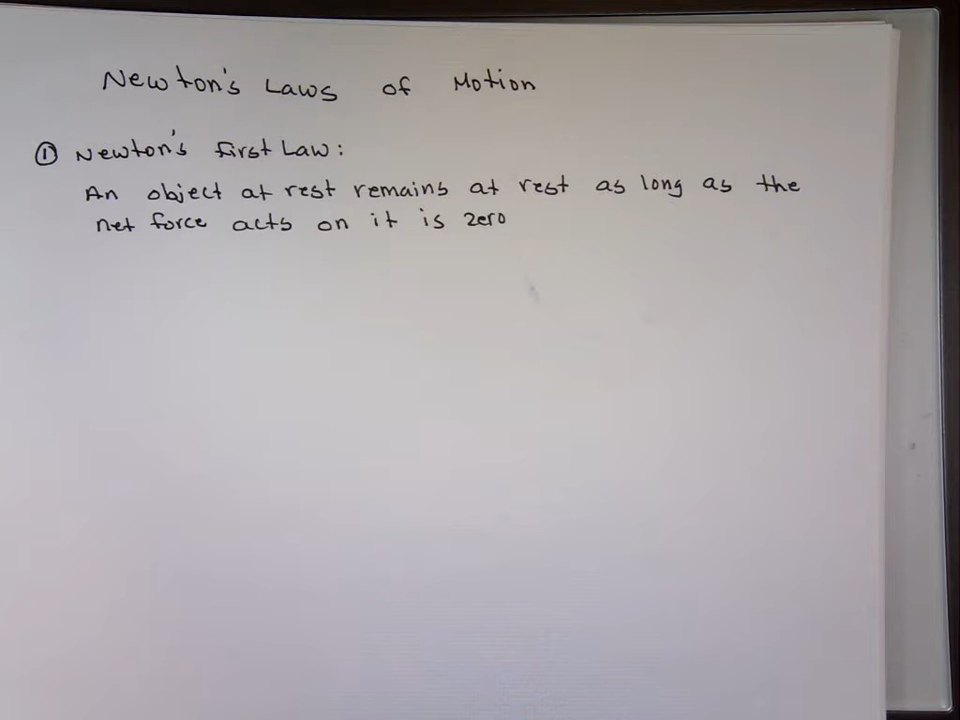 Newton's Laws of Motion
① Newton's first Law:
An object at rest remains at rest as long as the
net force acts on it is zero